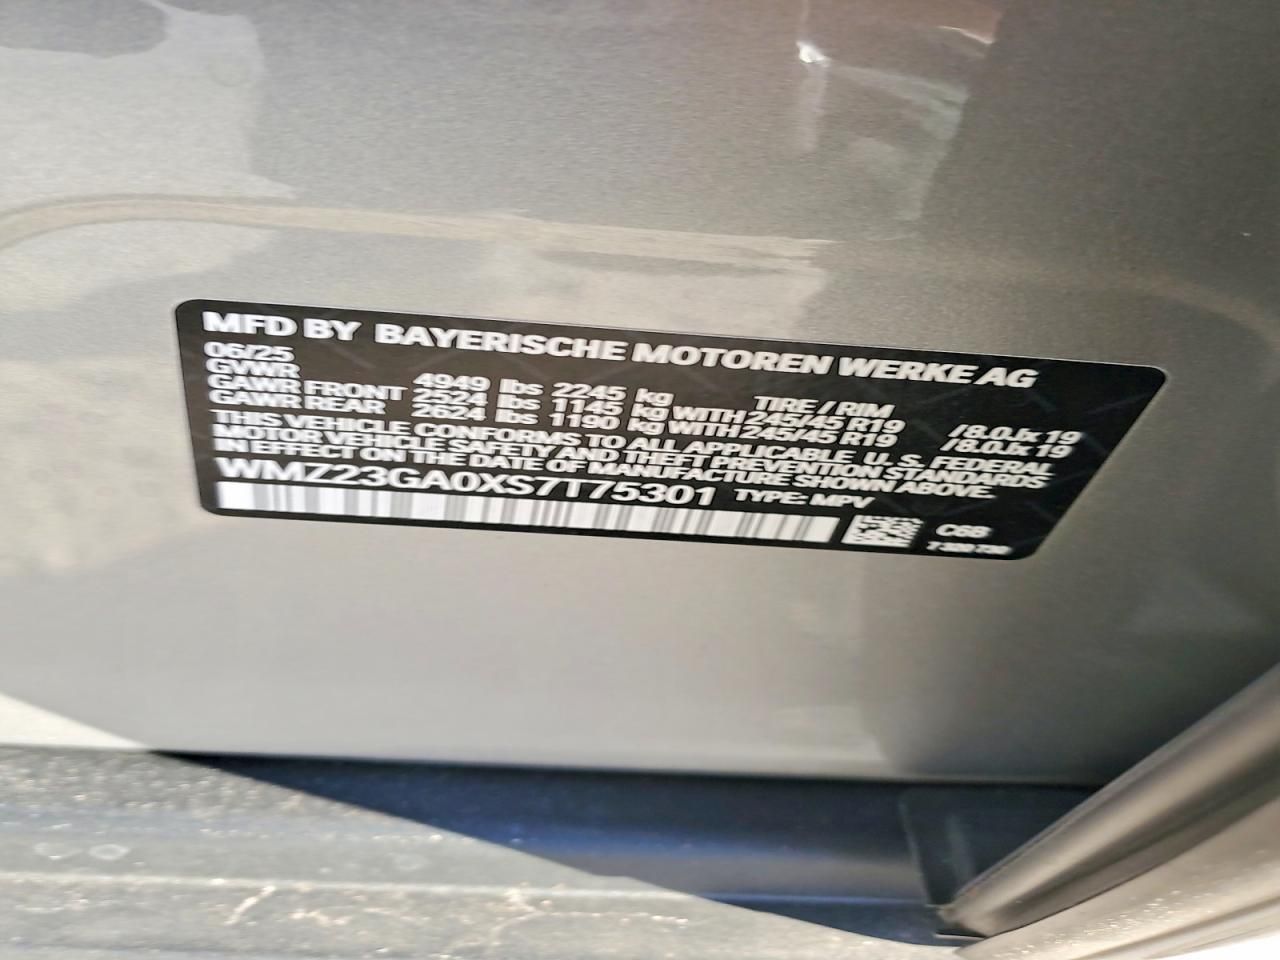 MFD BY BAYERISCHE MOTOREN WERKE AG
06/25
GVWR 4949 lbs 2245 kg TIRE / RIM
GAWR FRONT 2524 lbs 1145 kg WITH 245/45 R19 /8.0Jx19
GAWR REAR 2624 lbs 1190 kg WITH 245/45 R19 /8.0Jx19
THIS VEHICLE CONFORMS TO ALL APPLICABLE U.S. FEDERAL
MOTOR VEHICLE SAFETY AND THEFT PREVENTION STANDARDS
IN EFFECT ON THE DATE OF MANUFACTURE SHOWN ABOVE.
WMZ23GA0XS7T75301 TYPE: MPV
C6B